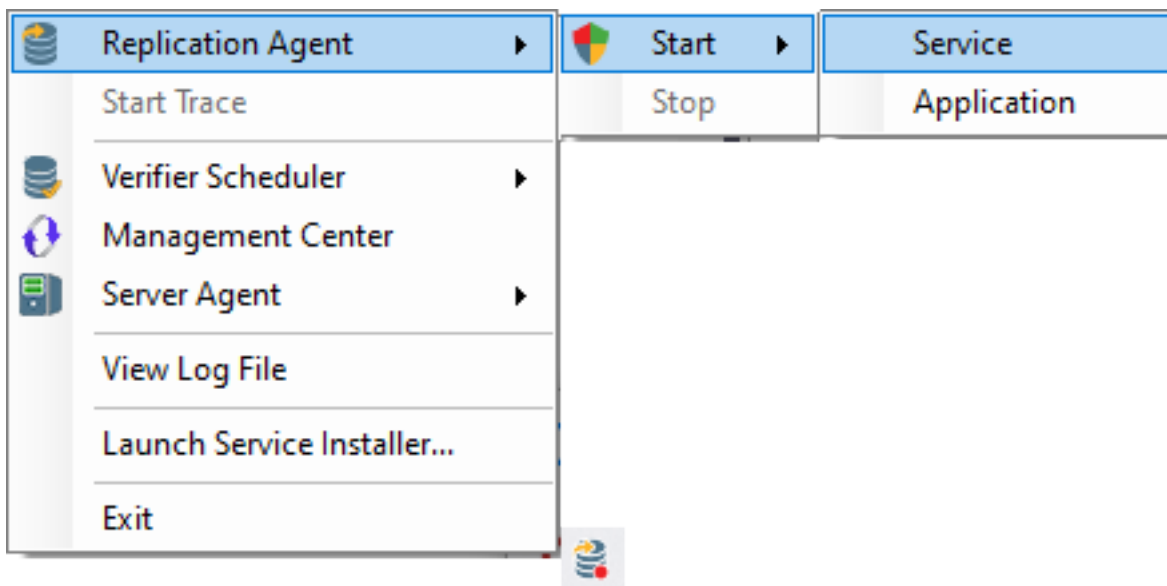 Replication Agent
Start
Service
Start Trace
Stop
Application
Verifier Scheduler
Management Center
Server Agent
View Log File
Launch Service Installer...
Exit